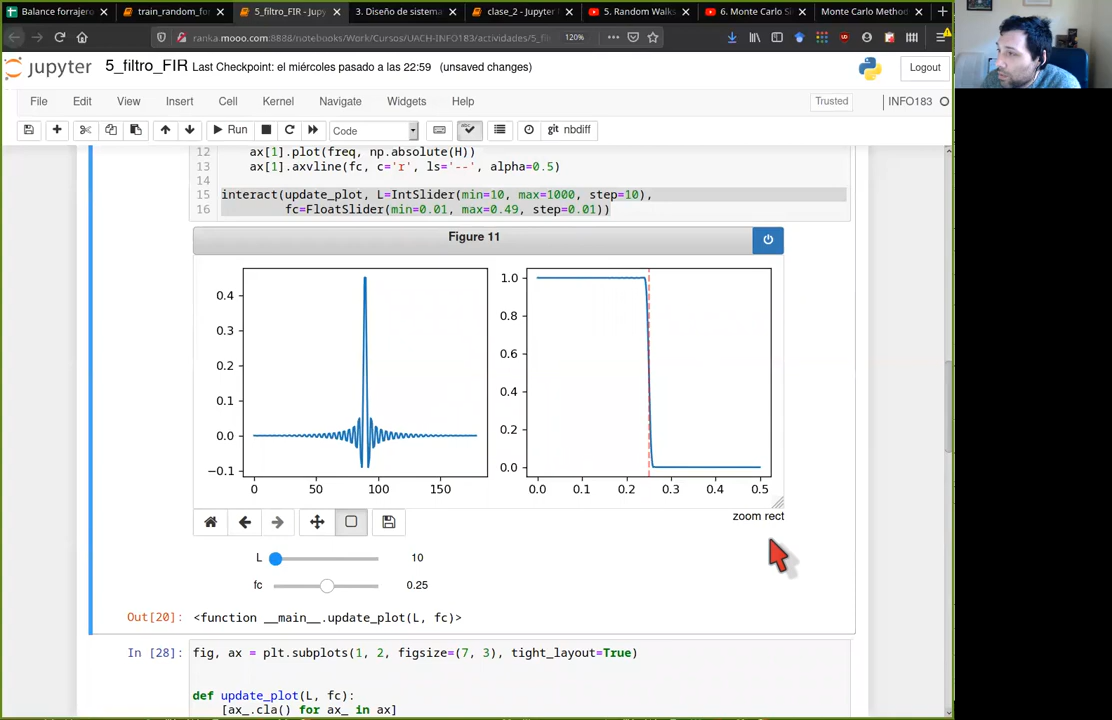 Balance forrajero
train_random_fo
5_filtro_FIR - Jupy
3. Diseño de sistema
clase_2 - Jupyter N
5. Random Walks
6. Monte Carlo Si
Monte Carlo Method
ranka.mooo.com:8888/notebooks/Work/Cursos/UACH-INFO183/actividades/5_fi
120%
jupyter 5_filtro_FIR Last Checkpoint: el miércoles pasado a las 22:59 (unsaved changes)
Logout
File Edit View Insert Cell Kernel Navigate Widgets Help
Trusted
INFO183
Run
Code
nbdiff
12 ax[1].plot(freq, np.absolute(H))
13 ax[1].axvline(fc, c='r', ls='--', alpha=0.5)
14
15 interact(update_plot, L=IntSlider(min=10, max=1000, step=10),
16 fc=FloatSlider(min=0.01, max=0.49, step=0.01))
Figure 11
0.4
0.3
0.2
0.1
0.0
−0.1
0 50 100 150
1.0
0.8
0.6
0.4
0.2
0.0
0.0 0.1 0.2 0.3 0.4 0.5
zoom rect
L 10
fc 0.25
Out[20]: <function __main__.update_plot(L, fc)>
In [28]: fig, ax = plt.subplots(1, 2, figsize=(7, 3), tight_layout=True)
def update_plot(L, fc):
[ax_.cla() for ax_ in ax]